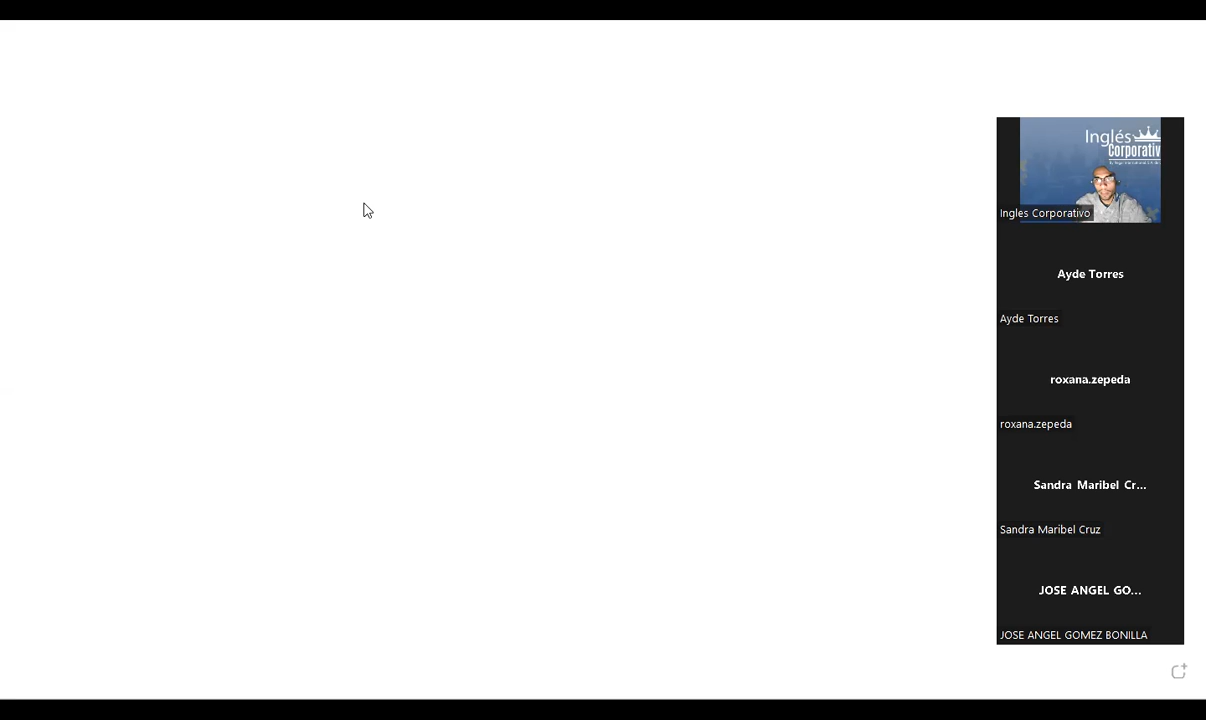 Inglés
Corporativ
Ingles Corporativo
Ayde Torres
Ayde Torres
roxana.zepeda
roxana.zepeda
Sandra Maribel Cr...
Sandra Maribel Cruz
JOSE ANGEL GO...
JOSE ANGEL GOMEZ BONILLA